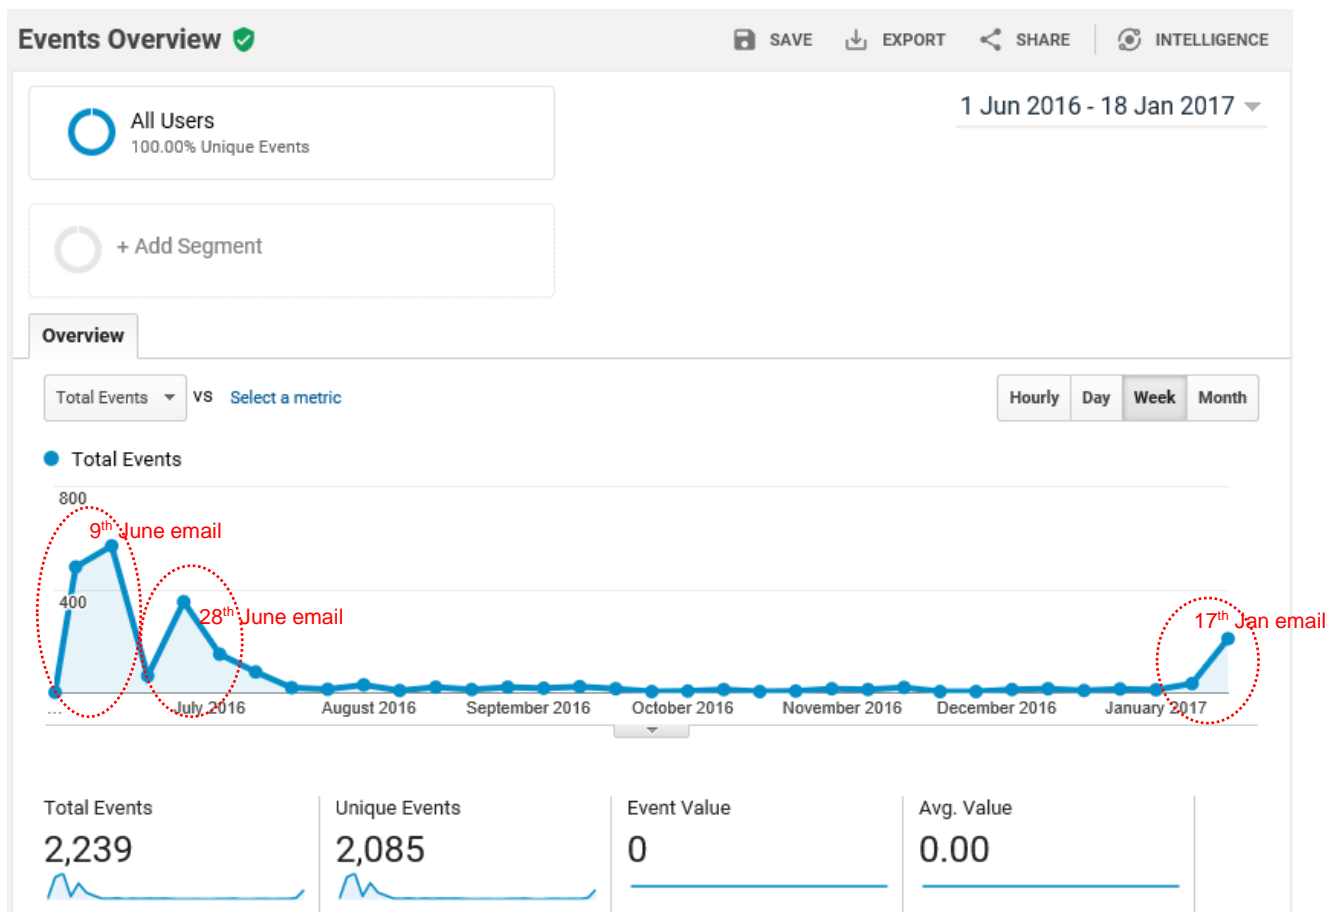 Events Overview
SAVE EXPORT SHARE INTELLIGENCE
All Users
100.00% Unique Events
1 Jun 2016 - 18 Jan 2017
+ Add Segment
Overview
Total Events VS Select a metric
Hourly Day Week Month
Total Events
800
9th June email
400
28th June email
17th Jan email
... July 2016 August 2016 September 2016 October 2016 November 2016 December 2016 January 2017
Total Events Unique Events Event Value Avg. Value
2,239 2,085 0 0.00